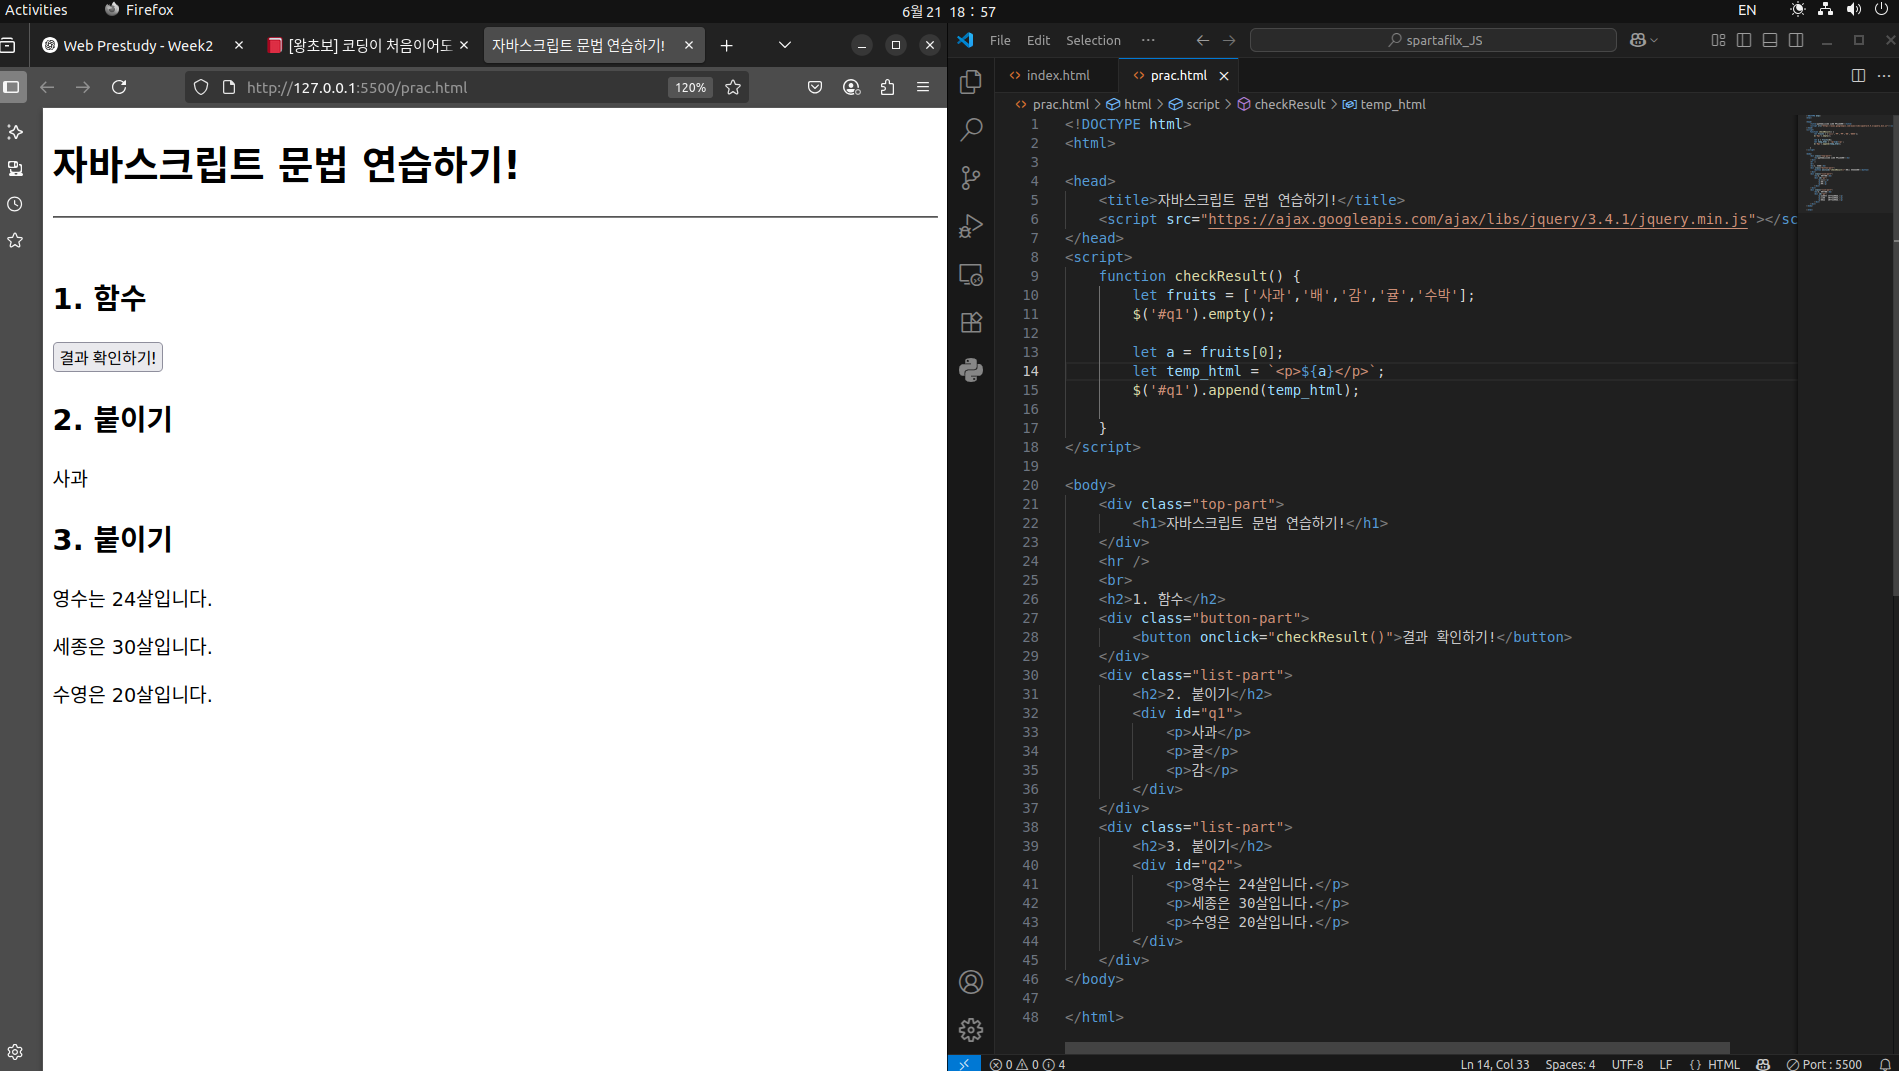 Activities
Firefox
6월 21 18 : 57
EN
Web Prestudy - Week2
[왕초보] 코딩이 처음이어도
자바스크립트 문법 연습하기!
http://127.0.0.1:5500/prac.html
120%
자바스크립트 문법 연습하기!
1. 함수
결과 확인하기!
2. 붙이기
사과
3. 붙이기
영수는 24살입니다.
세종은 30살입니다.
수영은 20살입니다.
File Edit Selection ···
spartafilx_JS
index.html
prac.html
prac.html > html > script > checkResult > temp_html
1 <!DOCTYPE html>
2 <html>
3
4 <head>
5 <title>자바스크립트 문법 연습하기!</title>
6 <script src="https://ajax.googleapis.com/ajax/libs/jquery/3.4.1/jquery.min.js"></sc
7 </head>
8 <script>
9 function checkResult() {
10 let fruits = ['사과','배','감','귤','수박'];
11 $('#q1').empty();
12
13 let a = fruits[0];
14 let temp_html = `<p>${a}</p>`;
15 $('#q1').append(temp_html);
16
17 }
18 </script>
19
20 <body>
21 <div class="top-part">
22 <h1>자바스크립트 문법 연습하기!</h1>
23 </div>
24 <hr />
25 <br>
26 <h2>1. 함수</h2>
27 <div class="button-part">
28 <button onclick="checkResult()">결과 확인하기!</button>
29 </div>
30 <div class="list-part">
31 <h2>2. 붙이기</h2>
32 <div id="q1">
33 <p>사과</p>
34 <p>귤</p>
35 <p>감</p>
36 </div>
37 </div>
38 <div class="list-part">
39 <h2>3. 붙이기</h2>
40 <div id="q2">
41 <p>영수는 24살입니다.</p>
42 <p>세종은 30살입니다.</p>
43 <p>수영은 20살입니다.</p>
44 </div>
45 </div>
46 </body>
47
48 </html>
0 0 4
Ln 14, Col 33 Spaces: 4 UTF-8 LF {} HTML Port : 5500